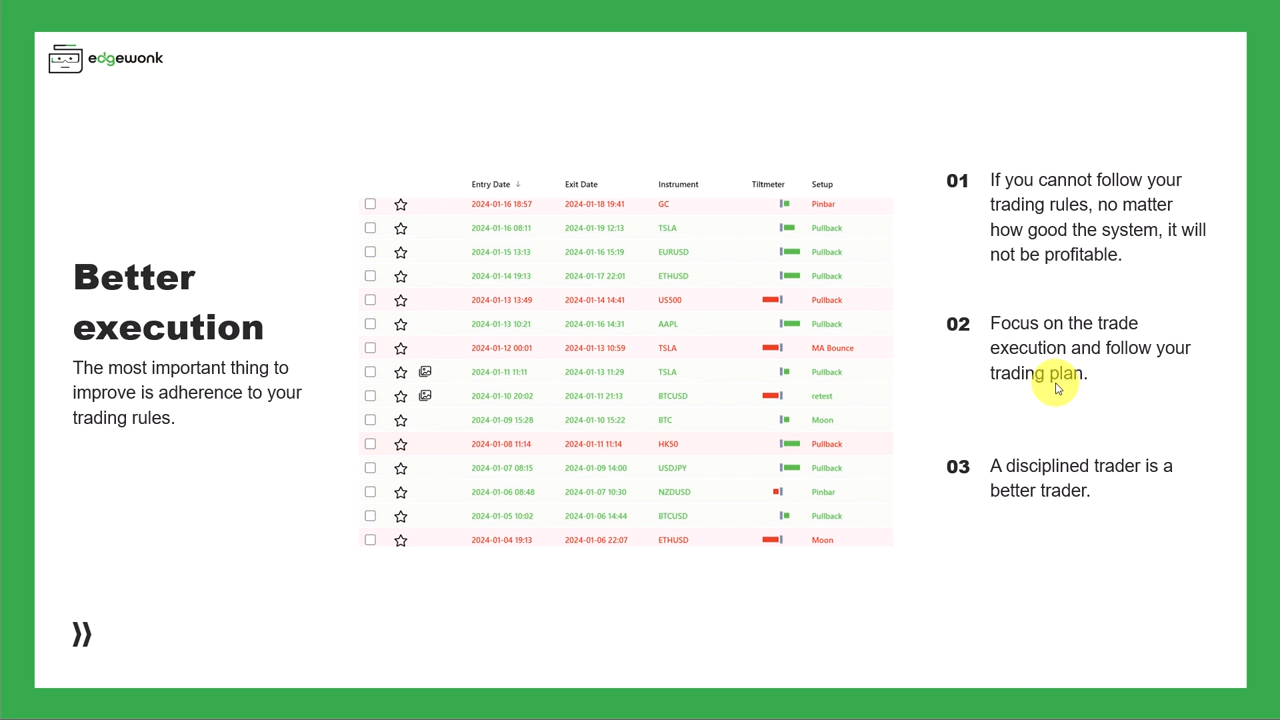 edgewonk
Better
execution
The most important thing to
improve is adherence to your
trading rules.
Entry Date ↓ Exit Date Instrument Tiltmeter Setup
2024-01-16 18:57 2024-01-18 19:41 GC Pinbar
2024-01-16 08:11 2024-01-19 12:13 TSLA Pullback
2024-01-15 13:13 2024-01-16 15:19 EURUSD Pullback
2024-01-14 19:13 2024-01-17 22:01 ETHUSD Pullback
2024-01-13 13:49 2024-01-14 14:41 US500 Pullback
2024-01-13 10:21 2024-01-16 14:31 AAPL Pullback
2024-01-12 00:01 2024-01-13 10:59 TSLA MA Bounce
2024-01-11 11:11 2024-01-13 11:29 TSLA Pullback
2024-01-10 20:02 2024-01-11 21:13 BTCUSD retest
2024-01-09 15:28 2024-01-10 15:22 BTC Moon
2024-01-08 11:14 2024-01-11 11:14 HK50 Pullback
2024-01-07 08:15 2024-01-09 14:00 USDJPY Pullback
2024-01-06 08:48 2024-01-07 10:30 NZDUSD Pinbar
2024-01-05 10:02 2024-01-06 14:44 BTCUSD Pullback
2024-01-04 19:13 2024-01-06 22:07 ETHUSD Moon
01 If you cannot follow your
trading rules, no matter
how good the system, it will
not be profitable.
02 Focus on the trade
execution and follow your
trading plan.
03 A disciplined trader is a
better trader.